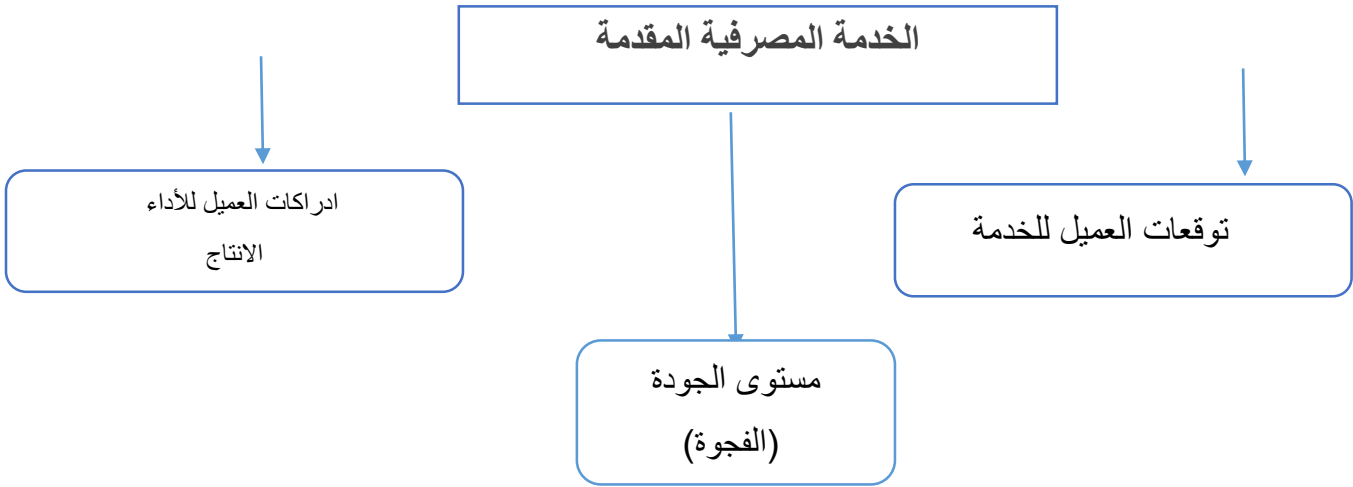 الخدمة المصرفية المقدمة
توقعات العميل للخدمة
ادراكات العميل للأداء
الانتاج
مستوى الجودة
(الفجوة)